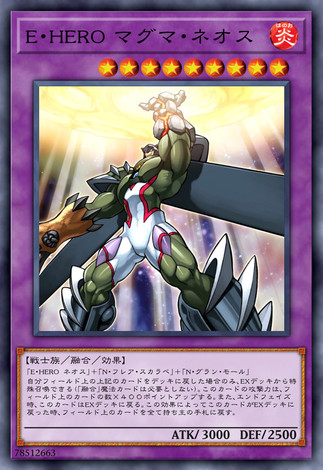 E・HERO マグマ・ネオス
炎
【戦士族／融合／効果】
「E・HERO ネオス」＋「N・フレア・スカラベ」＋「N・グラン・モール」
自分フィールド上の上記のカードをデッキに戻した場合のみ、EXデッキから特
殊召喚できる（「融合」魔法カードは必要としない）。このカードの攻撃力は、フ
ィールド上のカードの数×４００ポイントアップする。また、エンドフェイズ
時、このカードはEXデッキに戻る。この効果によってこのカードがEXデッキに
戻った時、フィールド上のカードを全て持ち主の手札に戻す。
ATK/ 3000 DEF/2500
78512663